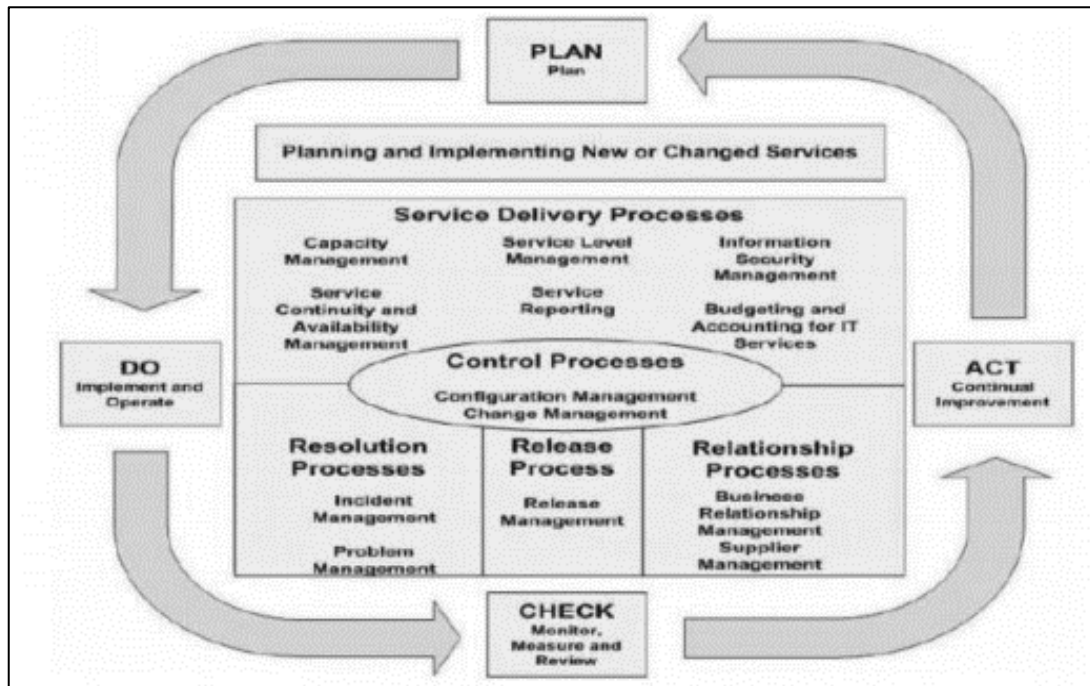 PLAN
Plan
Planning and Implementing New or Changed Services
Service Delivery Processes
Capacity
Management
Service Level
Management
Information
Security
Management
Service
Continuity and
Availability
Management
Service
Reporting
Budgeting and
Accounting for IT
Services
Control Processes
Configuration Management
Change Management
DO
Implement and
Operate
ACT
Continual
Improvement
Resolution
Processes
Incident
Management
Problem
Management
Release
Process
Release
Management
Relationship
Processes
Business
Relationship
Management
Supplier
Management
CHECK
Monitor,
Measure and
Review